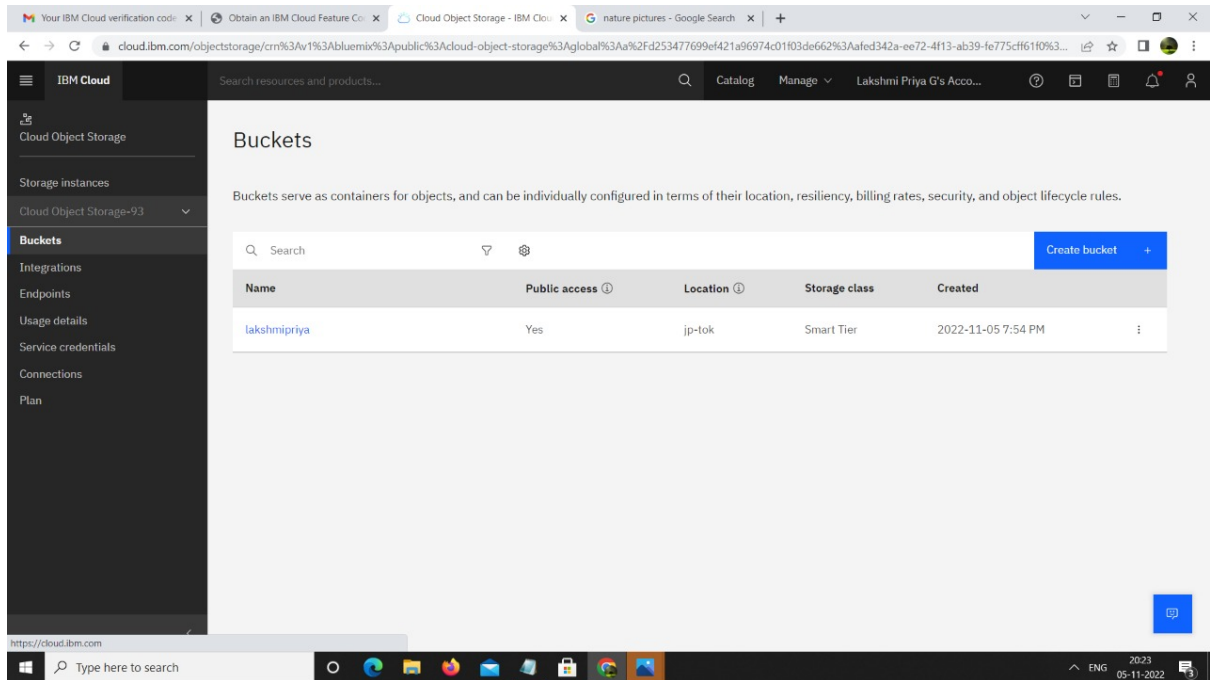 Your IBM Cloud verification code
Obtain an IBM Cloud Feature Co
Cloud Object Storage - IBM Clou
nature pictures - Google Search
cloud.ibm.com/objectstorage/crn%3Av1%3Abluemix%3Apublic%3Acloud-object-storage%3Aglobal%3Aa%2Fd253477699ef421a96974c01f03de662%3Aafed342a-ee72-4f13-ab39-fe775cff61f0%3...
IBM Cloud
Search resources and products...
Catalog
Manage
Lakshmi Priya G's Acco...
Cloud Object Storage
Storage instances
Cloud Object Storage-93
Buckets
Integrations
Endpoints
Usage details
Service credentials
Connections
Plan
Buckets
Buckets serve as containers for objects, and can be individually configured in terms of their location, resiliency, billing rates, security, and object lifecycle rules.
Search
Create bucket +
Name Public access Location Storage class Created
lakshmipriya Yes jp-tok Smart Tier 2022-11-05 7:54 PM
https://cloud.ibm.com
Type here to search
ENG
20:23
05-11-2022
3